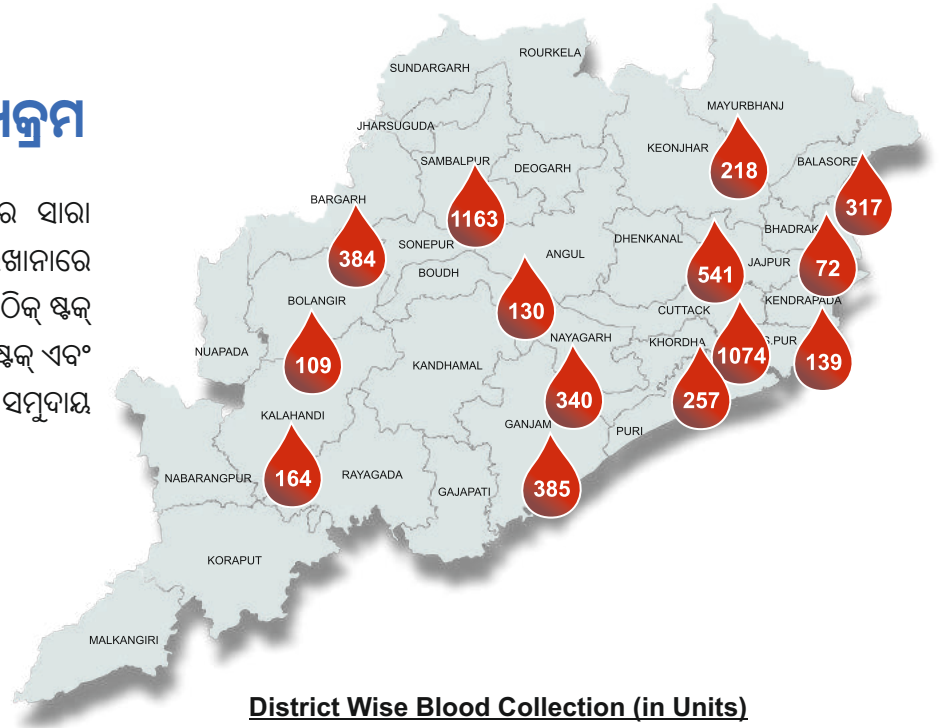 ର ସାରା
ଠିକ୍ ଷ୍ଟକ୍
ଷ୍ଟକ୍ ଏବଂ
ସମୁଦାୟ
ROURKELA
SUNDARGARH
MAYURBHANJ
JHARSUGUDA
KEONJHAR
SAMBALPUR
DEOGARH
218
BALASORE
BARGARH
317
1163
BHADRAK
DHENKANAL
SONEPUR
384
ANGUL
541
JAJPUR
72
BOUDH
BOLANGIR
KENDRAPADA
130
CUTTACK
NAYAGARH
KHORDHA
S.PUR
NUAPADA
1074
109
KANDHAMAL
139
340
257
KALAHANDI
GANJAM
PURI
NABARANGPUR
164
RAYAGADA
385
GAJAPATI
KORAPUT
MALKANGIRI
District Wise Blood Collection (in Units)